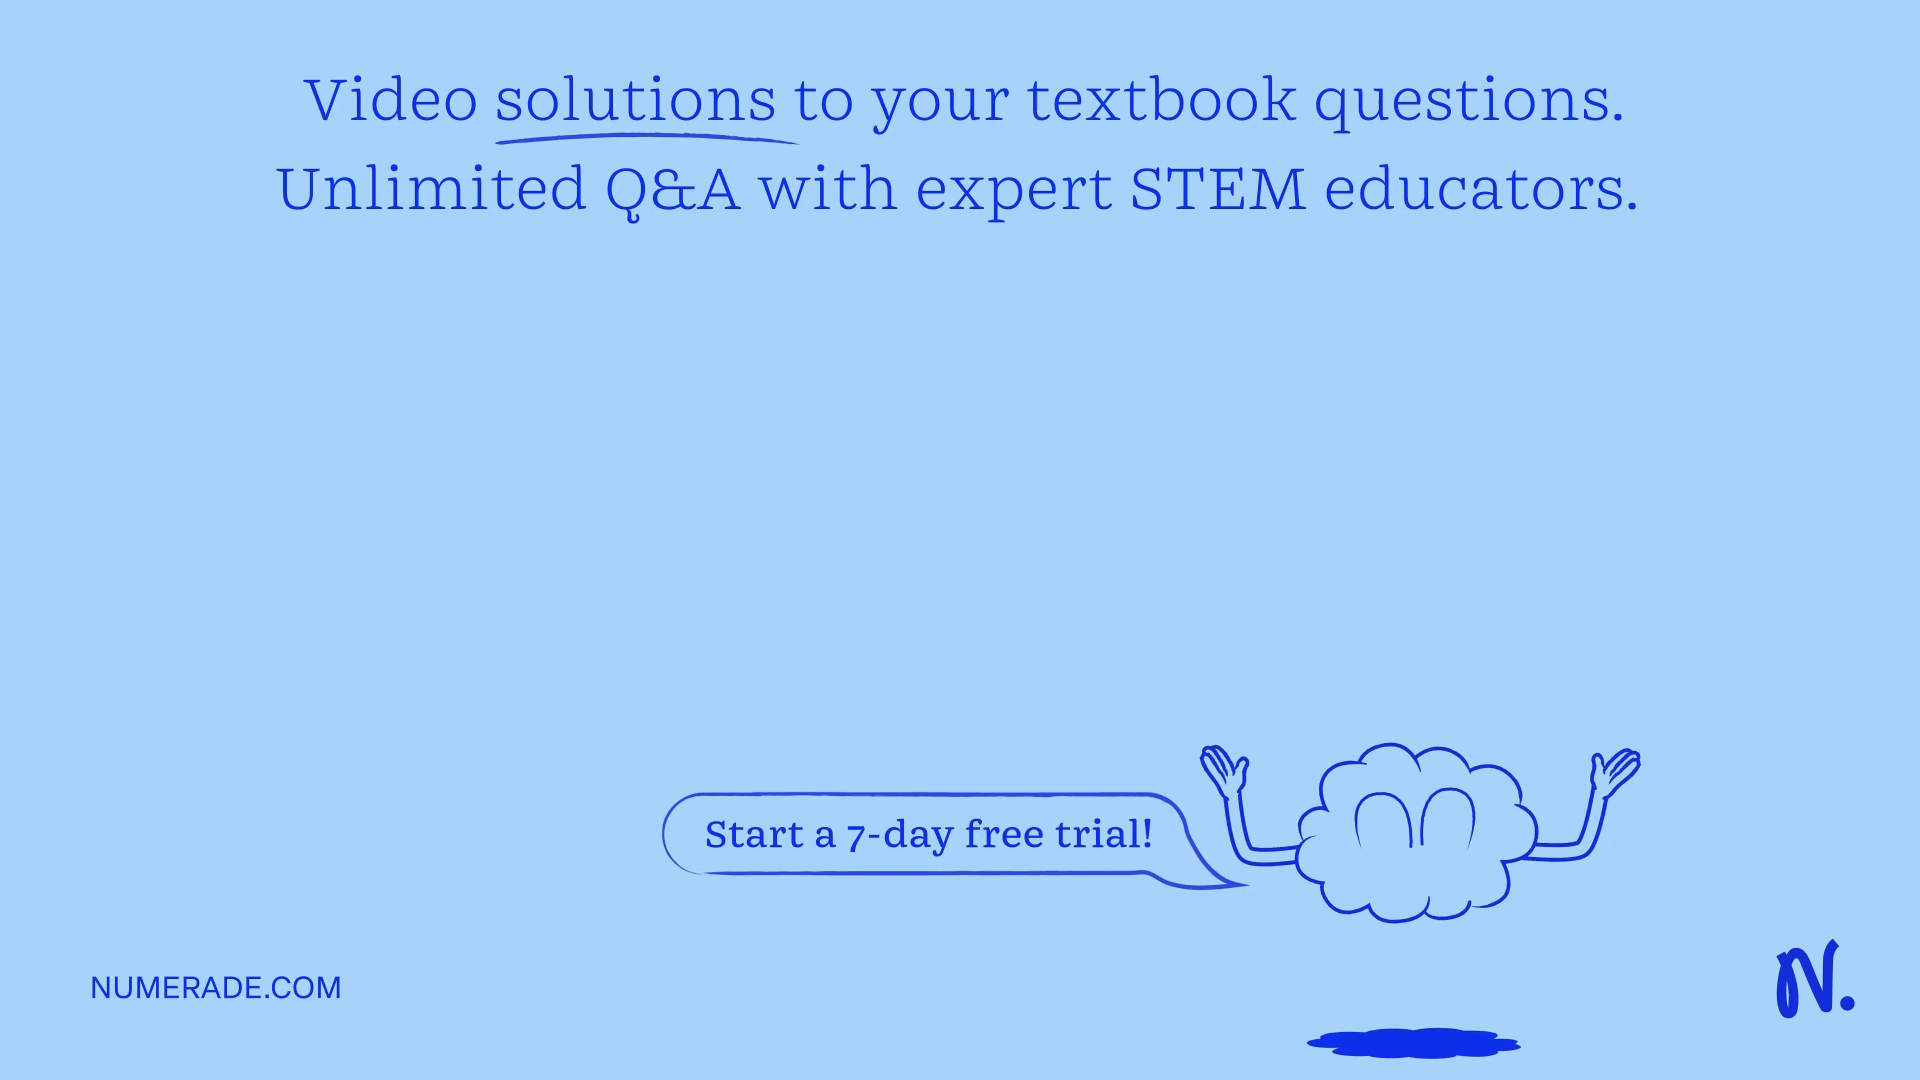 Video solutions to your textbook questions.
Unlimited Q&A with expert STEM educators.
Start a 7-day free trial!
NUMERADE.COM
N.